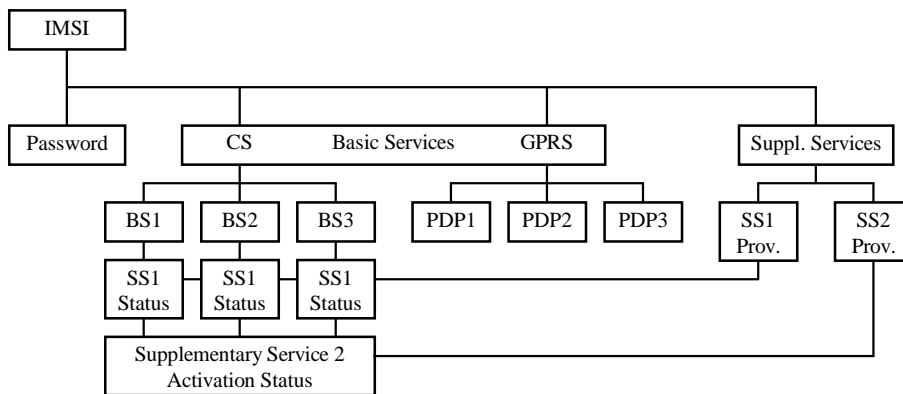 IMSI
Password
CS Basic Services GPRS
Suppl. Services
BS1
BS2
BS3
PDP1
PDP2
PDP3
SS1
Prov.
SS2
Prov.
SS1
Status
SS1
Status
SS1
Status
Supplementary Service 2
Activation Status